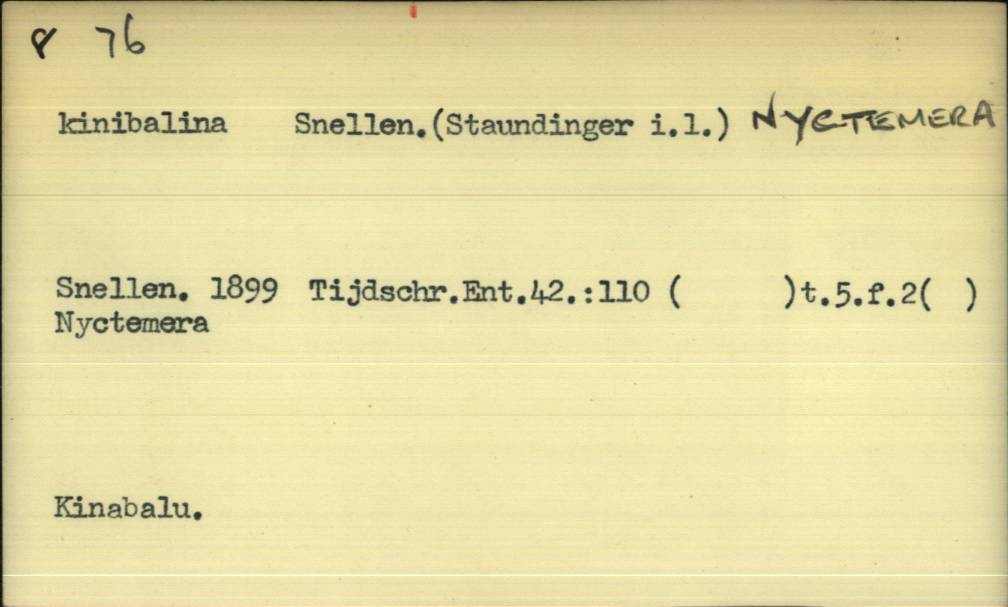 8 76
kinibalina Snellen.(Staundinger i.l.) NYCTEMERA
Snellen. 1899 Tijdschr.Ent.42.:110 ( )t.5.f.2( )
Nyctemera
Kinabalu.